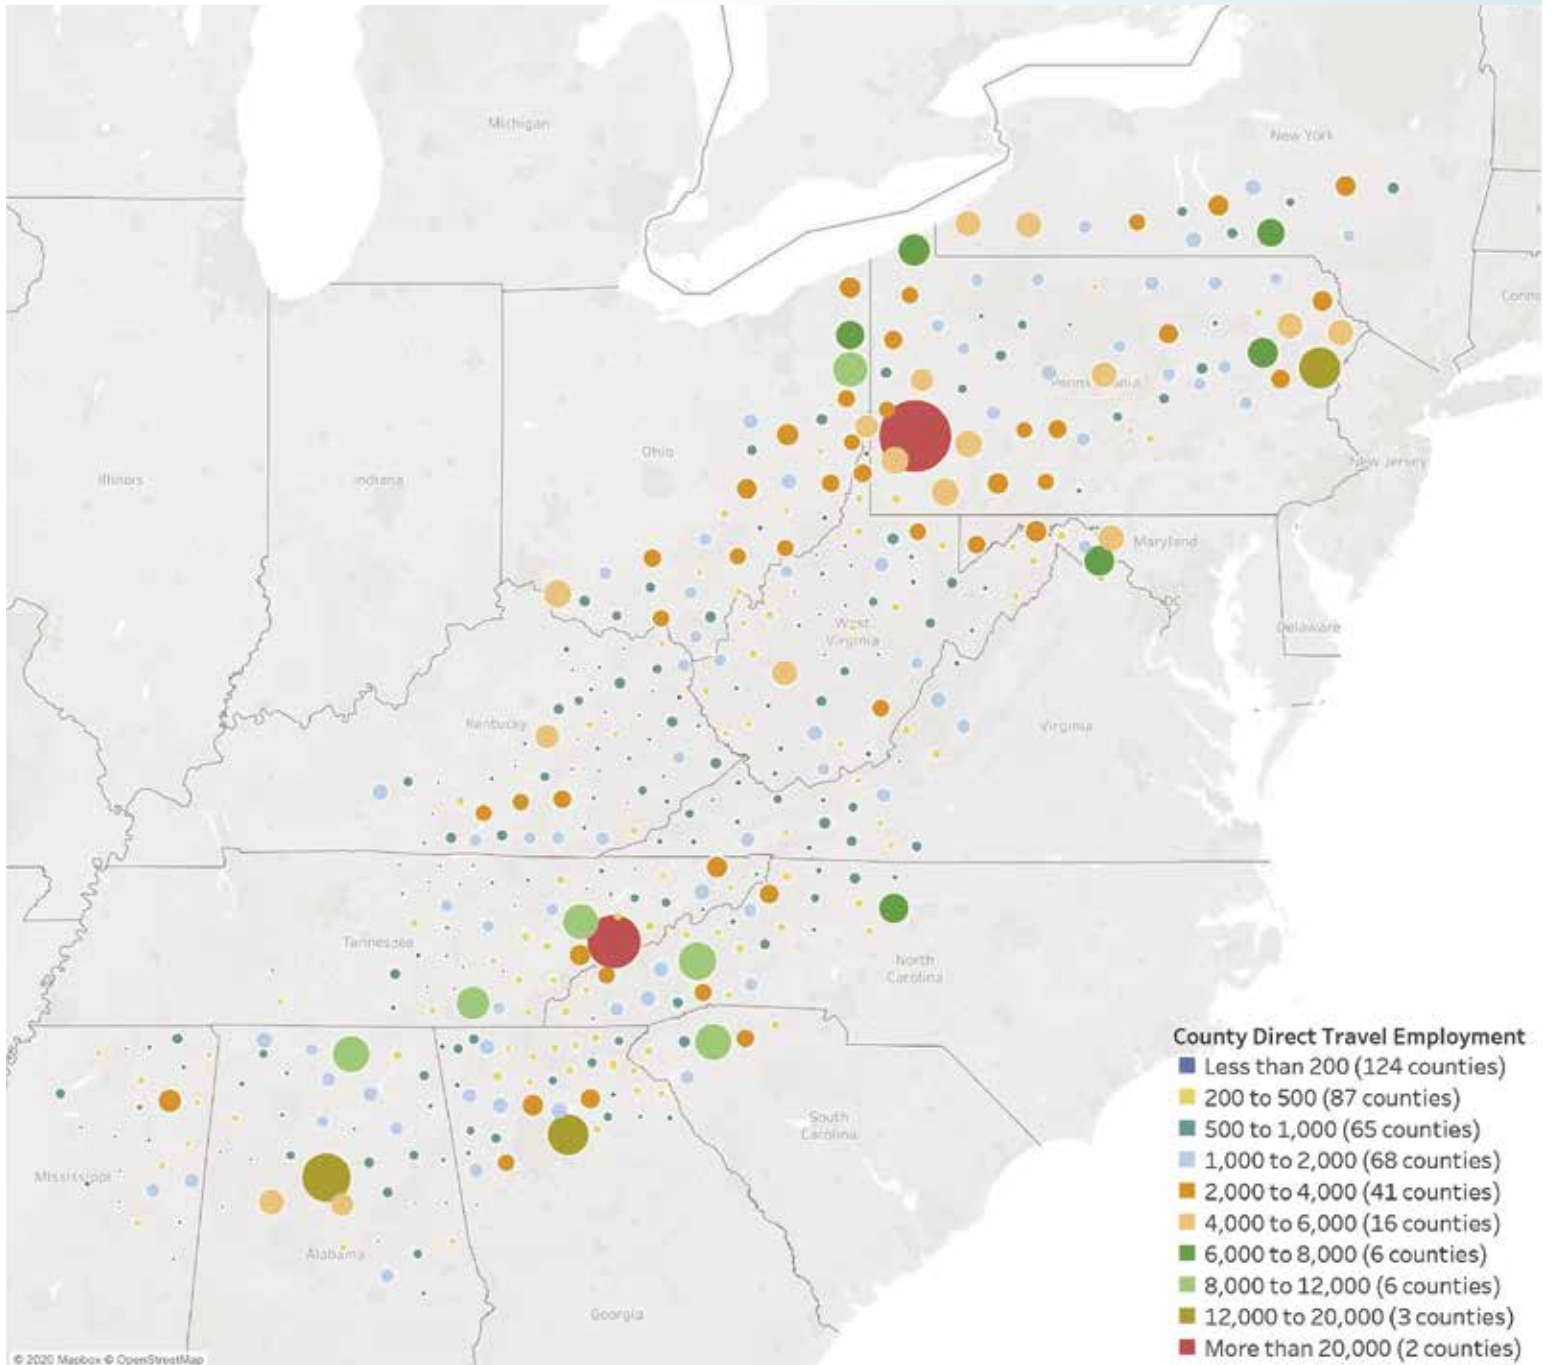 Michigan
New York
Illinois
Indiana
Ohio
Pennsylvania
New Jersey
Maryland
Delaware
West
Virginia
Kentucky
Virginia
Tennessee
North
Carolina
South
Carolina
Mississippi
Alabama
Georgia
County Direct Travel Employment
Less than 200 (124 counties)
200 to 500 (87 counties)
500 to 1,000 (65 counties)
1,000 to 2,000 (68 counties)
2,000 to 4,000 (41 counties)
4,000 to 6,000 (16 counties)
6,000 to 8,000 (6 counties)
8,000 to 12,000 (6 counties)
12,000 to 20,000 (3 counties)
More than 20,000 (2 counties)
© 2020 Mapbox © OpenStreetMap